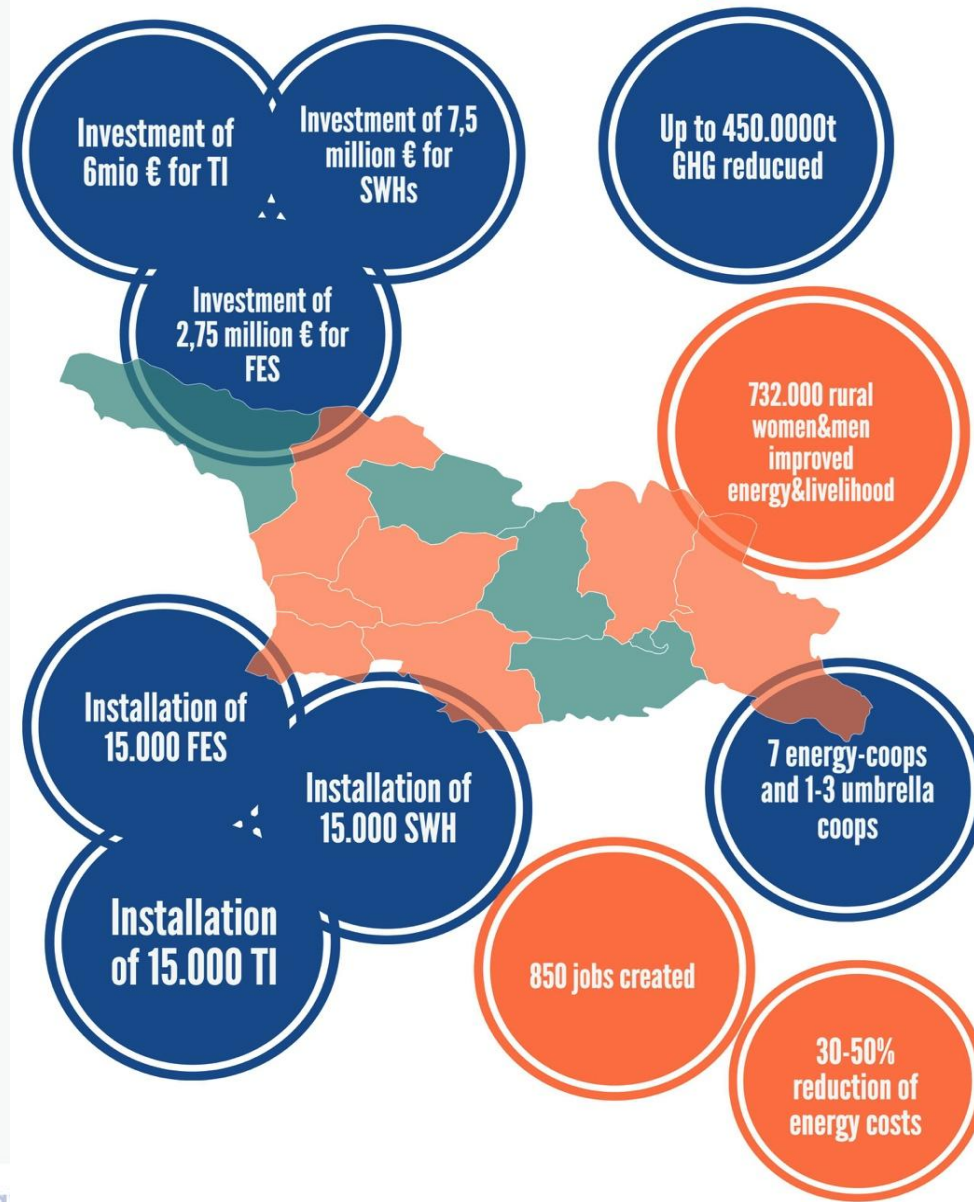 Investment of
6mio € for TI
Investment of 7,5
million € for
SWHs
Investment of
2,75 million € for
FES
Up to 450.0000t
GHG reducued
732.000 rural
women&men
improved
energy&livelihood
Installation of
15.000 FES
Installation of
15.000 SWH
Installation
of 15.000 TI
7 energy-coops
and 1-3 umbrella
coops
850 jobs created
30-50%
reduction of
energy costs